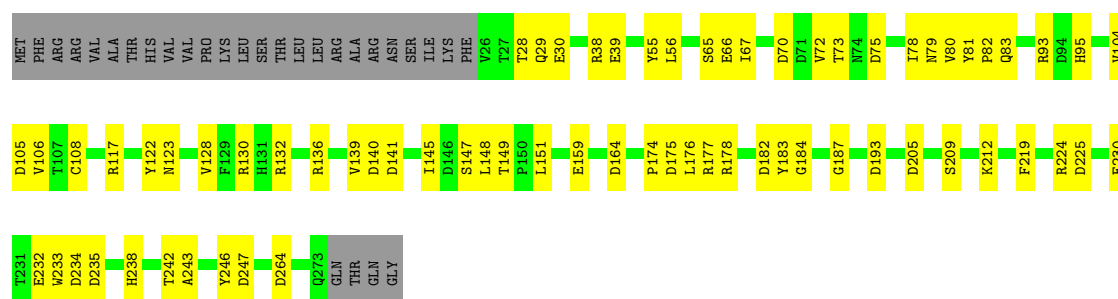 MET PHE ARG ARG VAL ALA THR HIS VAL VAL PRO LYS LEU SER THR LEU LEU ARG ALA ARG ASN SER ILE LYS PHE V26 T27 T28 Q29 E30 R38 E39 Y55 L56 S65 E66 I67 D70 D71 V72 T73 N74 D75 I78 N79 V80 Y81 P82 Q83 R93 D94 H95 V104
D105 V106 T107 C108 R117 Y122 N123 V128 F129 R130 H131 R132 R136 V139 D140 D141 I145 D146 S147 L148 T149 P150 L151 E159 D164 P174 D175 L176 R177 R178 D182 Y183 G184 G187 D193 D205 S209 K212 F219 R224 D225 E230
T231 E232 W233 D234 D235 H238 T242 A243 Y246 D247 D264 Q273 GLN THR GLN GLY